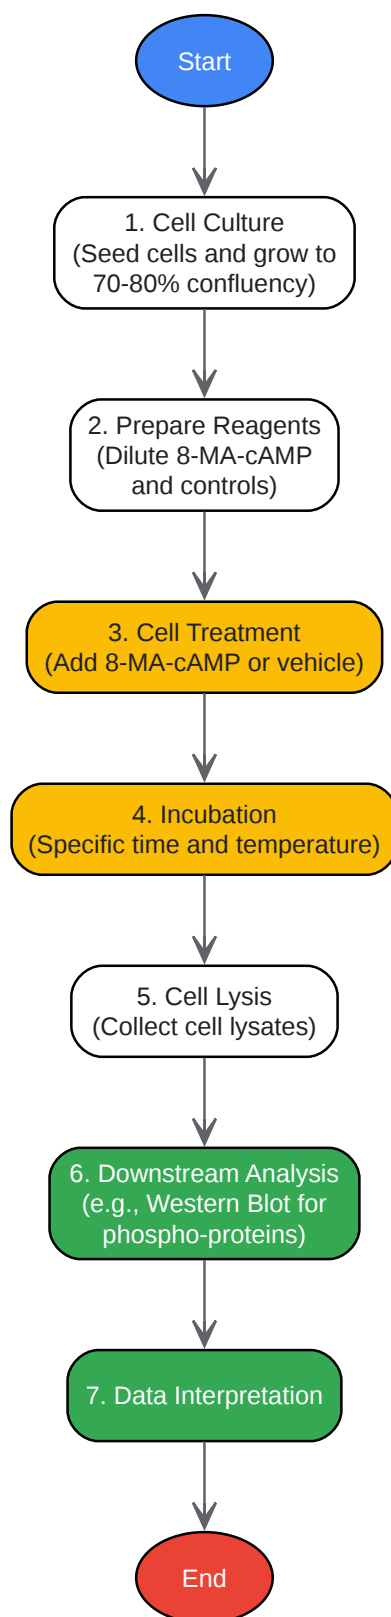 Start
1. Cell Culture
(Seed cells and grow to
70-80% confluency)
2. Prepare Reagents
(Dilute 8-MA-cAMP
and controls)
3. Cell Treatment
(Add 8-MA-cAMP or vehicle)
4. Incubation
(Specific time and temperature)
5. Cell Lysis
(Collect cell lysates)
6. Downstream Analysis
(e.g., Western Blot for
phospho-proteins)
7. Data Interpretation
End